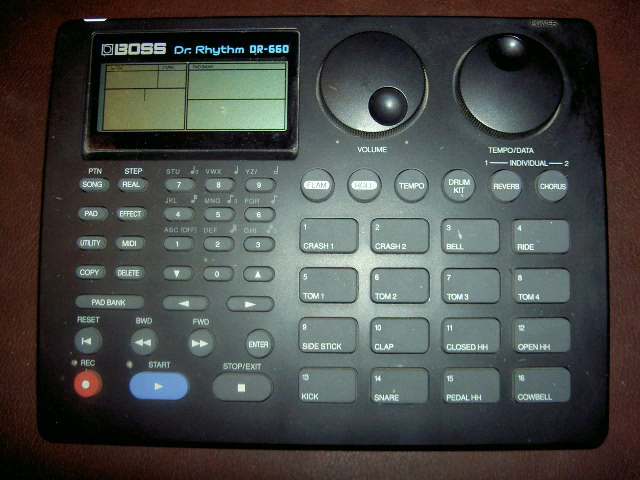 POWER
BOSS Dr. Rhythm DR-660
PAD BANK
VOLUME
TEMPO/DATA
1 INDIVIDUAL 2
PTN STEP
SONG REAL
STU VWX YZ/
7 8 9
FLAM ROLL TEMPO DRUM KIT REVERB CHORUS
JKL MNO PQR
PAD EFFECT 4 5 6
ABC (OFF) DEF GHI
UTILITY MIDI 1 2 3
COPY DELETE ▼ 0 ▲
PAD BANK ◄ ►
RESET BWD FWD
ENTER
REC START STOP/EXIT
1 CRASH 1
2 CRASH 2
3 BELL
4 RIDE
5 TOM 1
6 TOM 2
7 TOM 3
8 TOM 4
9 SIDE STICK
10 CLAP
11 CLOSED HH
12 OPEN HH
13 KICK
14 SNARE
15 PEDAL HH
16 COWBELL